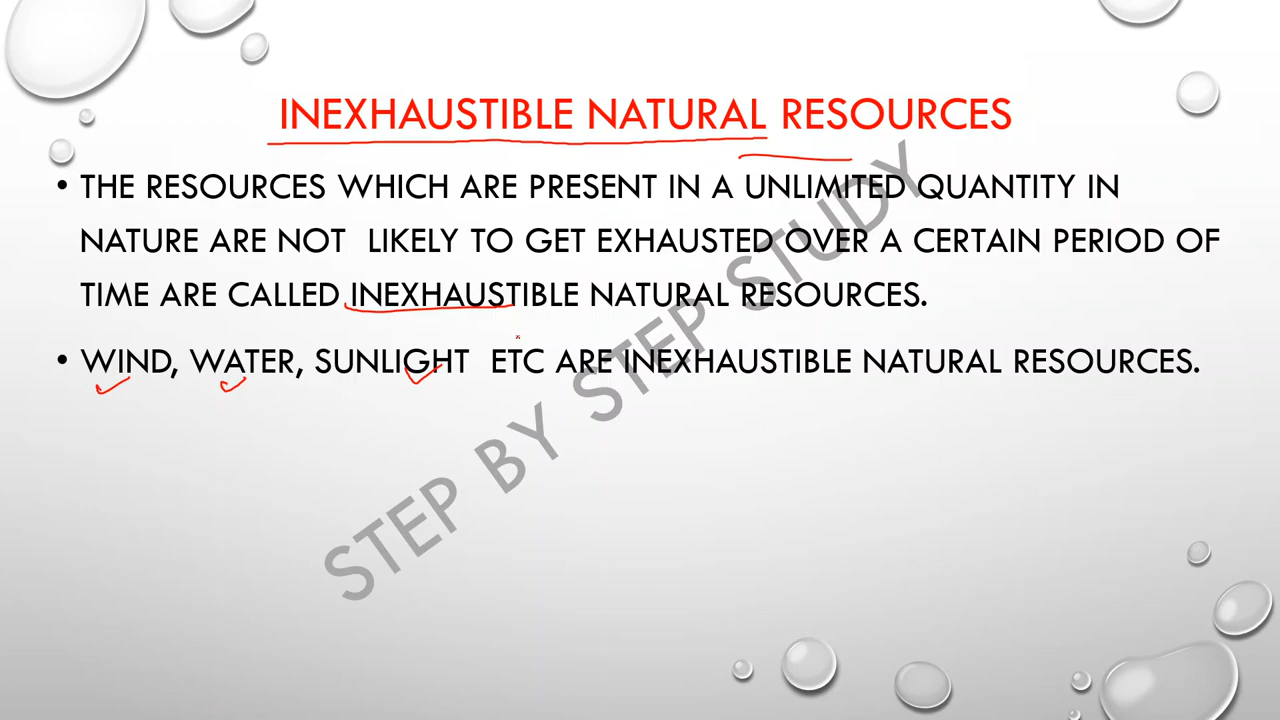 INEXHAUSTIBLE NATURAL RESOURCES
• THE RESOURCES WHICH ARE PRESENT IN A UNLIMITED QUANTITY IN
NATURE ARE NOT LIKELY TO GET EXHAUSTED OVER A CERTAIN PERIOD OF
TIME ARE CALLED INEXHAUSTIBLE NATURAL RESOURCES.
• WIND, WATER, SUNLIGHT ETC ARE INEXHAUSTIBLE NATURAL RESOURCES.
STEP BY STEP STUDY